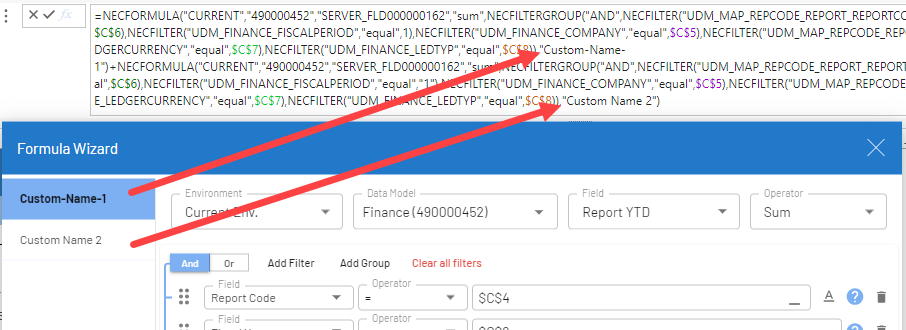 fx
=NECFORMULA("CURRENT","490000452","SERVER_FLD000000162","sum",NECFILTERGROUP("AND",NECFILTER("UDM_MAP_REPCODE_REPORT_REPORTCO
$C$6),NECFILTER("UDM_FINANCE_FISCALPERIOD","equal",1),NECFILTER("UDM_FINANCE_COMPANY","equal",$C$5),NECFILTER("UDM_MAP_REPCODE_REPO
DGERCURRENCY","equal",$C$7),NECFILTER("UDM_FINANCE_LEDTYP","equal",$C$8)),"Custom-Name-
1")+NECFORMULA("CURRENT","490000452","SERVER_FLD000000162","sum",NECFILTERGROUP("AND",NECFILTER("UDM_MAP_REPCODE_REPORT_REPORT
al",$C$6),NECFILTER("UDM_FINANCE_FISCALPERIOD","equal","1"),NECFILTER("UDM_FINANCE_COMPANY","equal",$C$5),NECFILTER("UDM_MAP_REPCODE
E_LEDGERCURRENCY","equal",$C$7),NECFILTER("UDM_FINANCE_LEDTYP","equal",$C$8)),"Custom Name 2")
Formula Wizard
Custom-Name-1
Custom Name 2
Environment Data Model Field Operator
Current Env. Finance (490000452) Report YTD Sum
And Or Add Filter Add Group Clear all filters
Field Operator
Report Code = $C$4 A ?
Field Operator